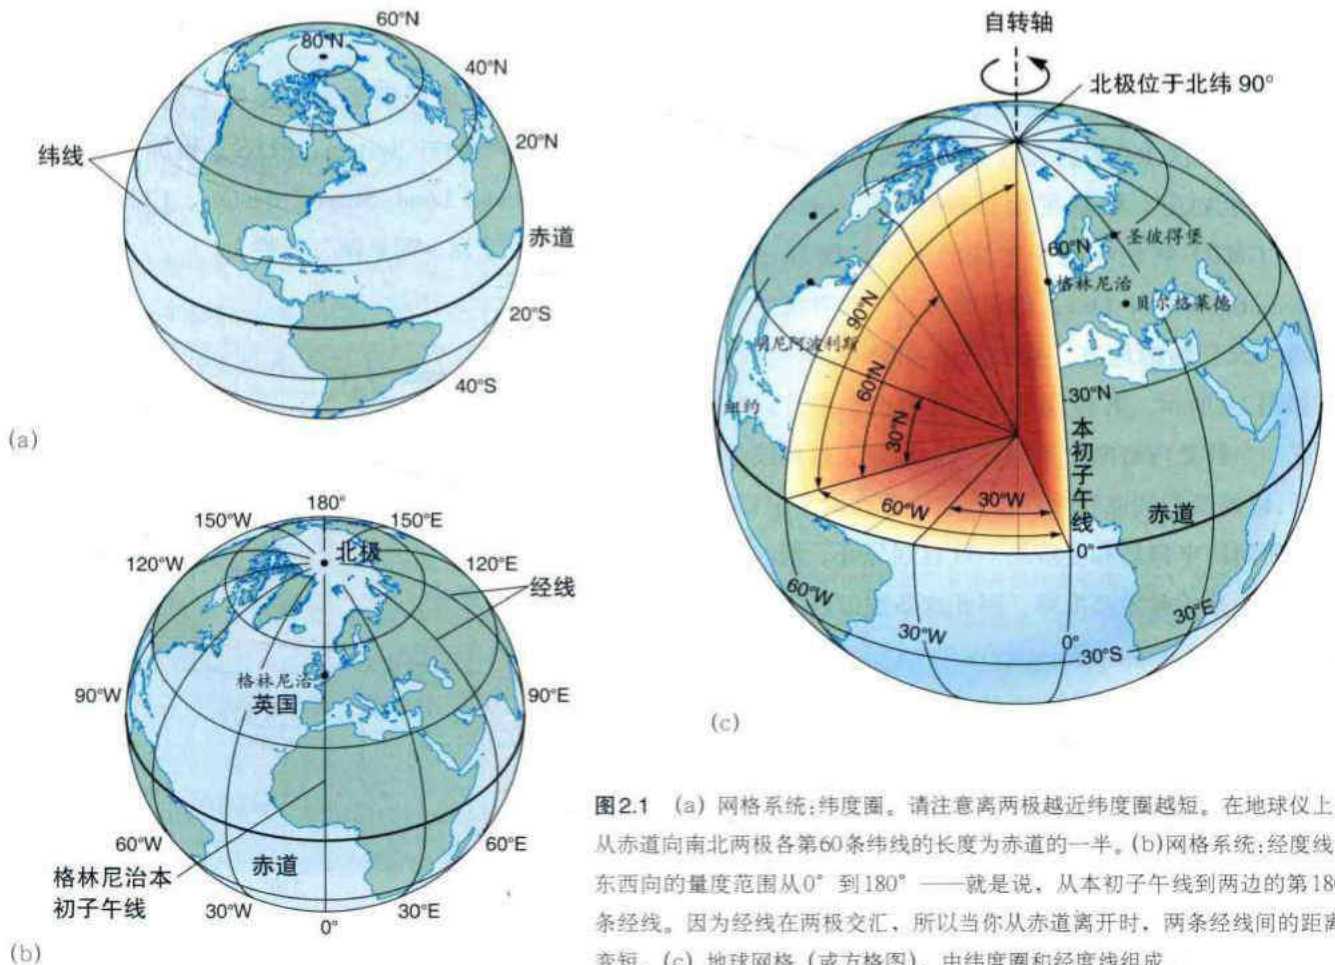 60°N
80°N
40°N
20°N
纬线
赤道
20°S
40°S
(a)
180°
150°W
150°E
北极
120°W
120°E
经线
格林尼治
英国
90°W
90°E
60°W
60°E
赤道
格林尼治本
初子午线
30°W
30°E
0°
(b)
自转轴
北极位于北纬 90°
60°N
圣彼得堡
格林尼治
贝尔格莱德
90°N
明尼阿波利斯
60°N
纽约
30°N
30°N
本初子午线
60°W
30°W
赤道
0°
60°W
30°W
0°
30°E
30°S
(c)
图2.1 (a) 网格系统:纬度圈。请注意离两极越近纬度圈越短。在地球仪上
从赤道向南北两极各第60条纬线的长度为赤道的一半。(b)网格系统:经度线
东西向的量度范围从0° 到180° ——就是说，从本初子午线到两边的第180
条经线。因为经线在两极交汇，所以当你从赤道离开时，两条经线间的距离
变短。(c) 地球网格（或方格图），由纬度圈和经度线组成